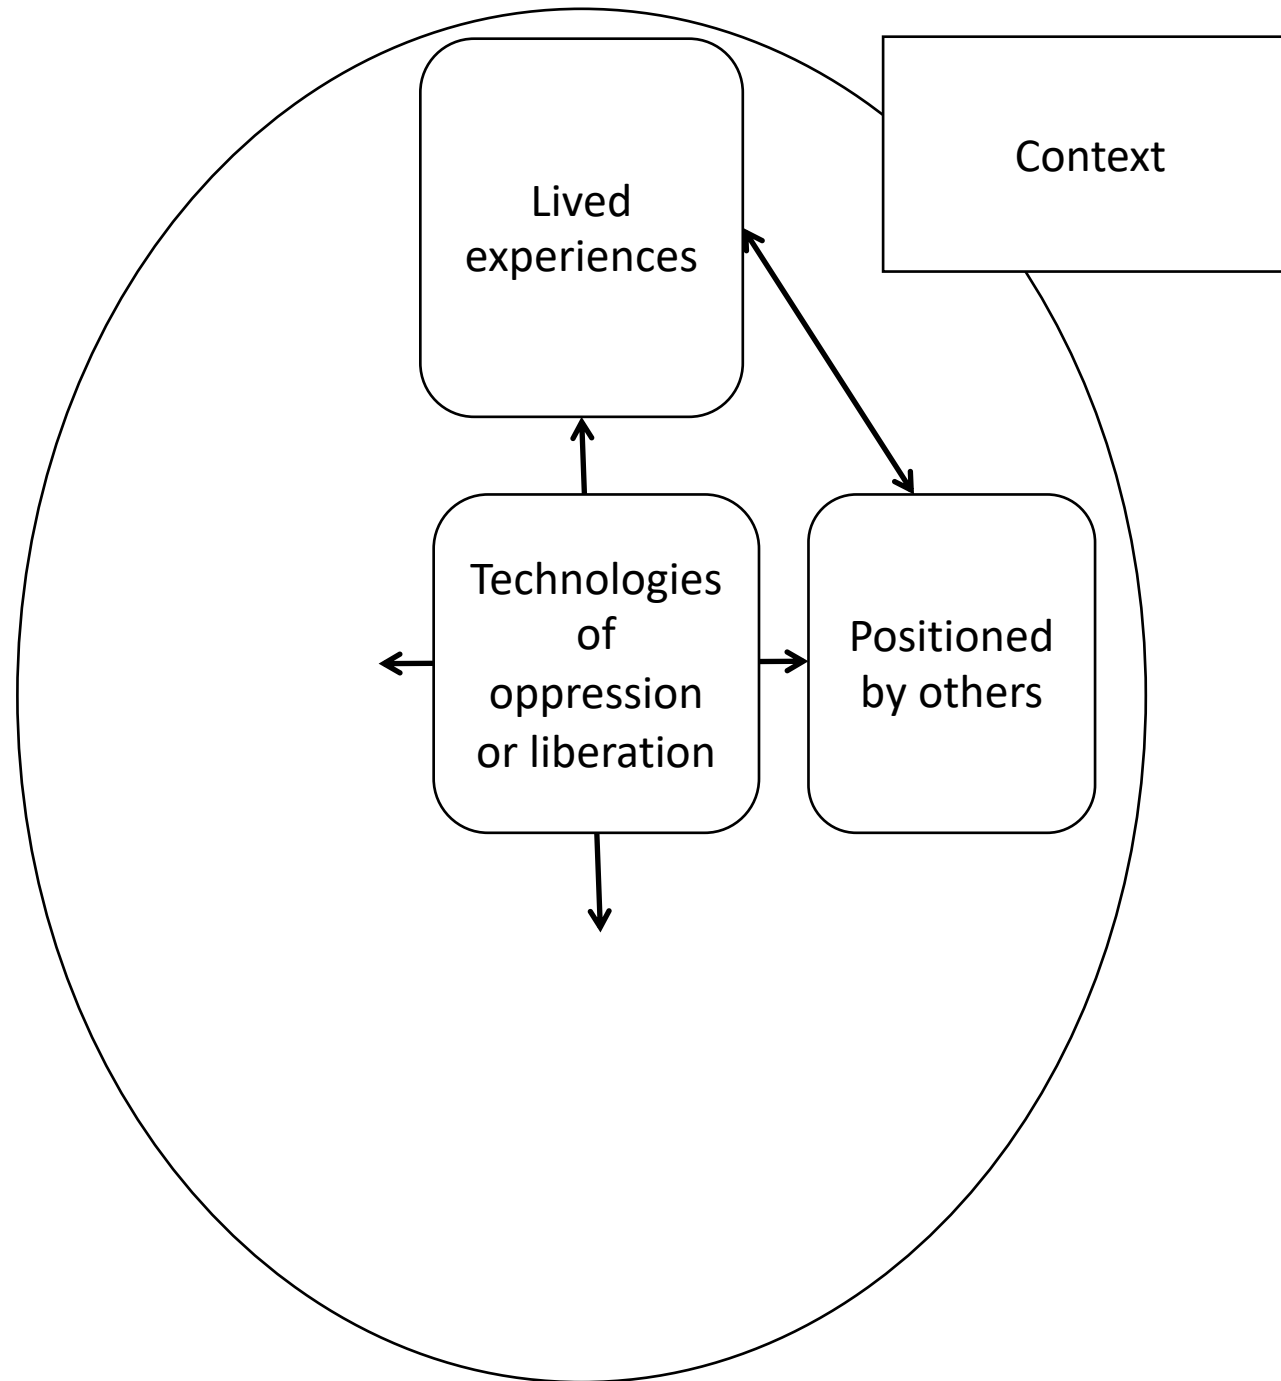 Lived
experiences
Context
Technologies
of
oppression
or liberation
Positioned
by others